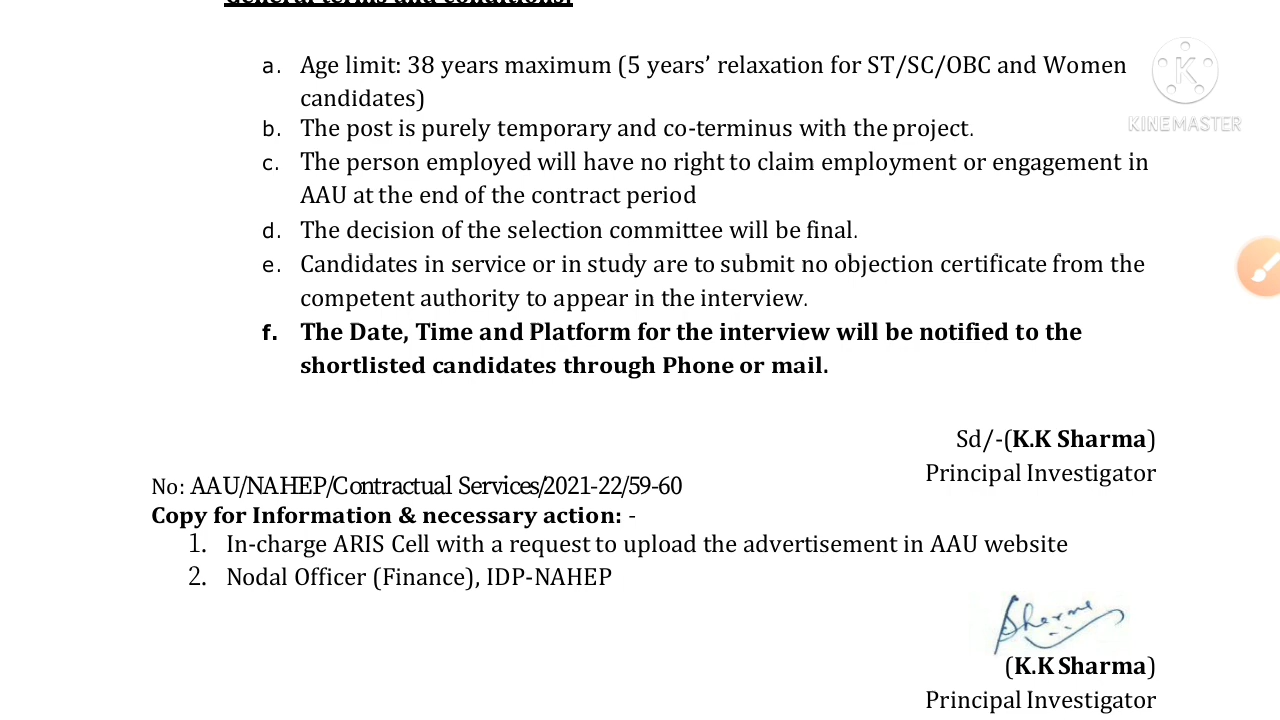 General terms and conditions:
a. Age limit: 38 years maximum (5 years’ relaxation for ST/SC/OBC and Women
candidates)
KINEMASTER
b. The post is purely temporary and co-terminus with the project.
c. The person employed will have no right to claim employment or engagement in
AAU at the end of the contract period
d. The decision of the selection committee will be final.
e. Candidates in service or in study are to submit no objection certificate from the
competent authority to appear in the interview.
f. The Date, Time and Platform for the interview will be notified to the
shortlisted candidates through Phone or mail.
Sd/-(K.K Sharma)
Principal Investigator
No: AAU/NAHEP/Contractual Services/2021-22/59-60
Copy for Information & necessary action: -
1. In-charge ARIS Cell with a request to upload the advertisement in AAU website
2. Nodal Officer (Finance), IDP-NAHEP
Sharma
(K.K Sharma)
Principal Investigator